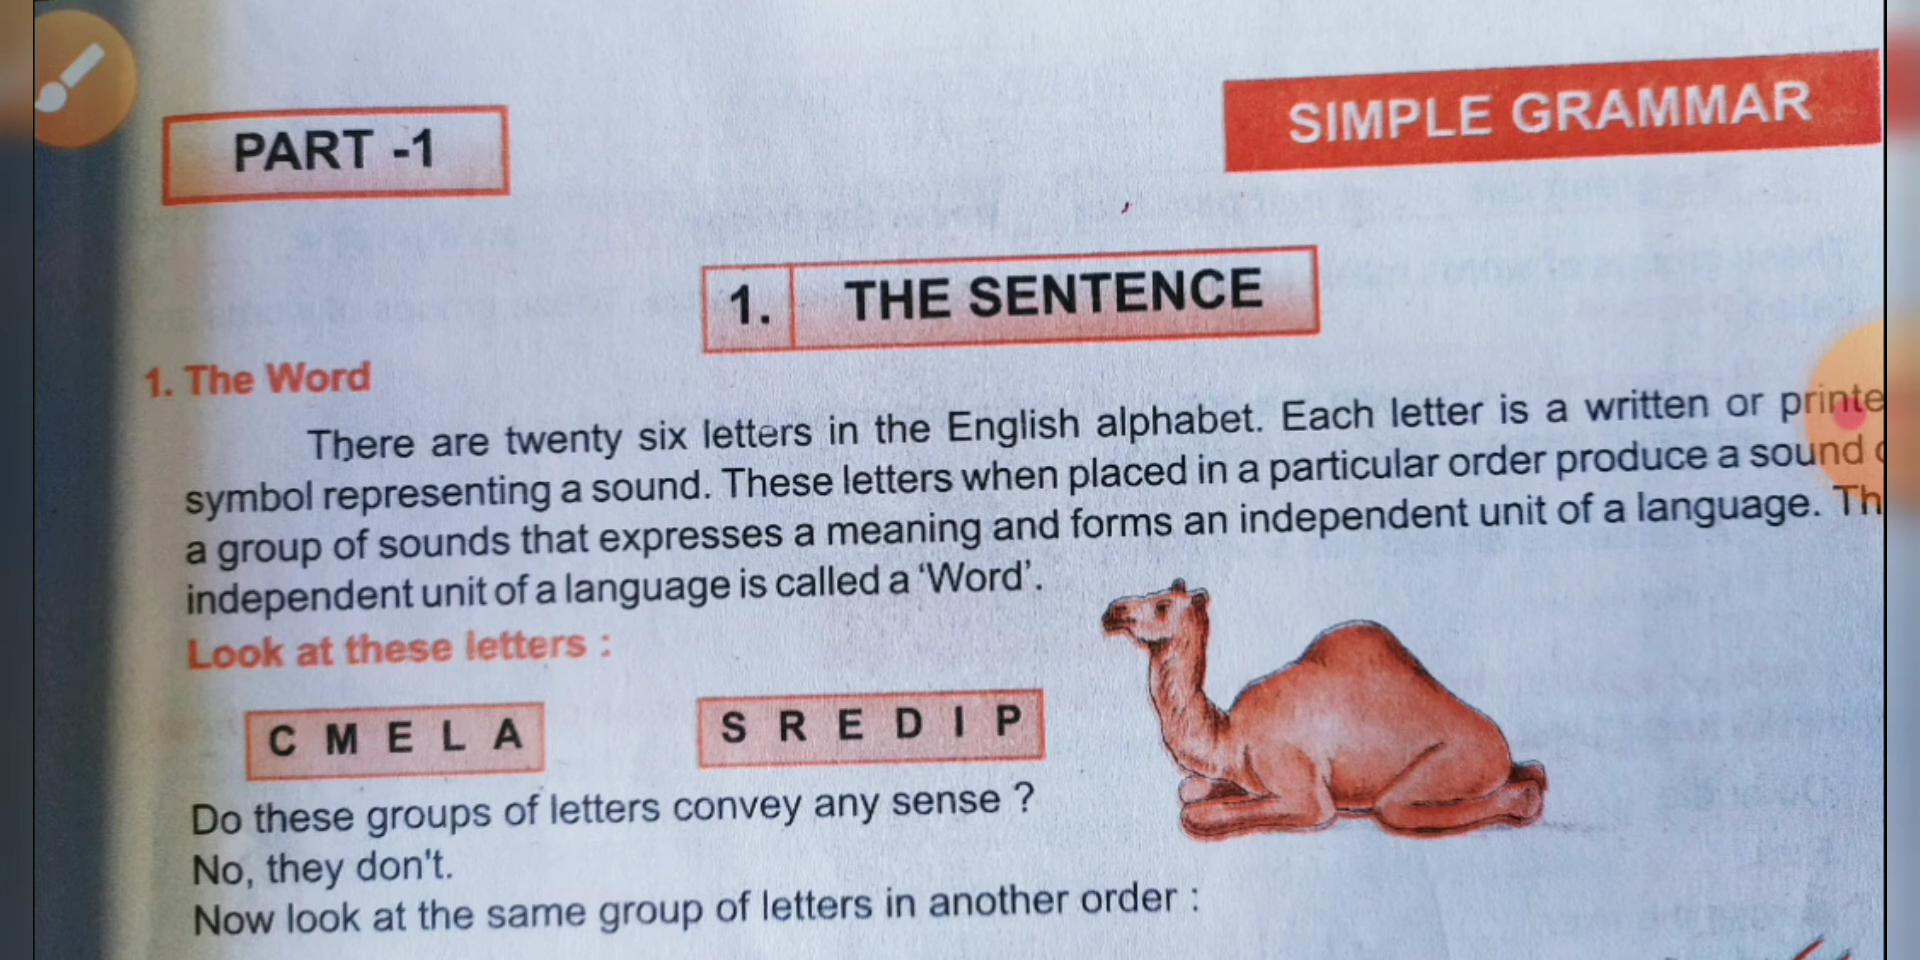 PART -1
SIMPLE GRAMMAR
1. THE SENTENCE
1. The Word
There are twenty six letters in the English alphabet. Each letter is a written or printe
symbol representing a sound. These letters when placed in a particular order produce a sound
a group of sounds that expresses a meaning and forms an independent unit of a language. Th
independent unit of a language is called a ‘Word’.
Look at these letters :
C M E L A
S R E D I P
Do these groups of letters convey any sense ?
No, they don't.
Now look at the same group of letters in another order :